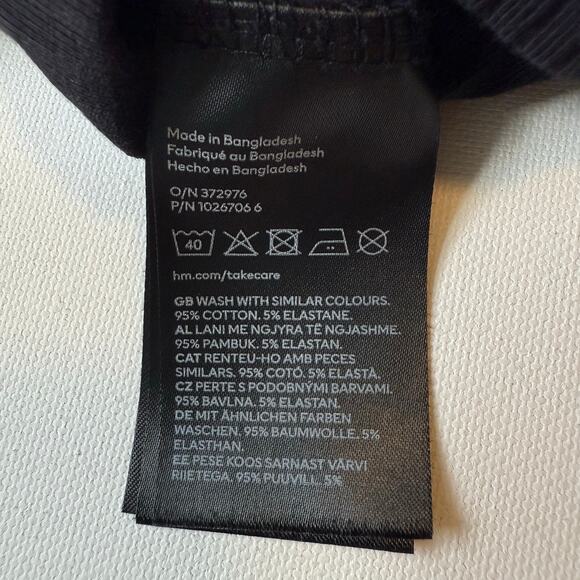 Made in Bangladesh
Fabriqué au Bangladesh
Hecho en Bangladesh
O/N 372976
P/N 1026706 6
40
hm.com/takecare
GB WASH WITH SIMILAR COLOURS.
95% COTTON. 5% ELASTANE.
AL LANI ME NGJYRA TË NGJASHME.
95% PAMBUK. 5% ELASTAN.
CAT RENTEU-HO AMB PECES
SIMILARS. 95% COTÓ. 5% ELASTÀ.
CZ PERTE S PODOBNÝMI BARVAMI.
95% BAVLNA. 5% ELASTAN.
DE MIT ÄHNLICHEN FARBEN
WASCHEN. 95% BAUMWOLLE. 5%
ELASTHAN.
EE PESE KOOS SARNAST VÄRVI
RIIETEGA. 95% PUUVILL. 5%